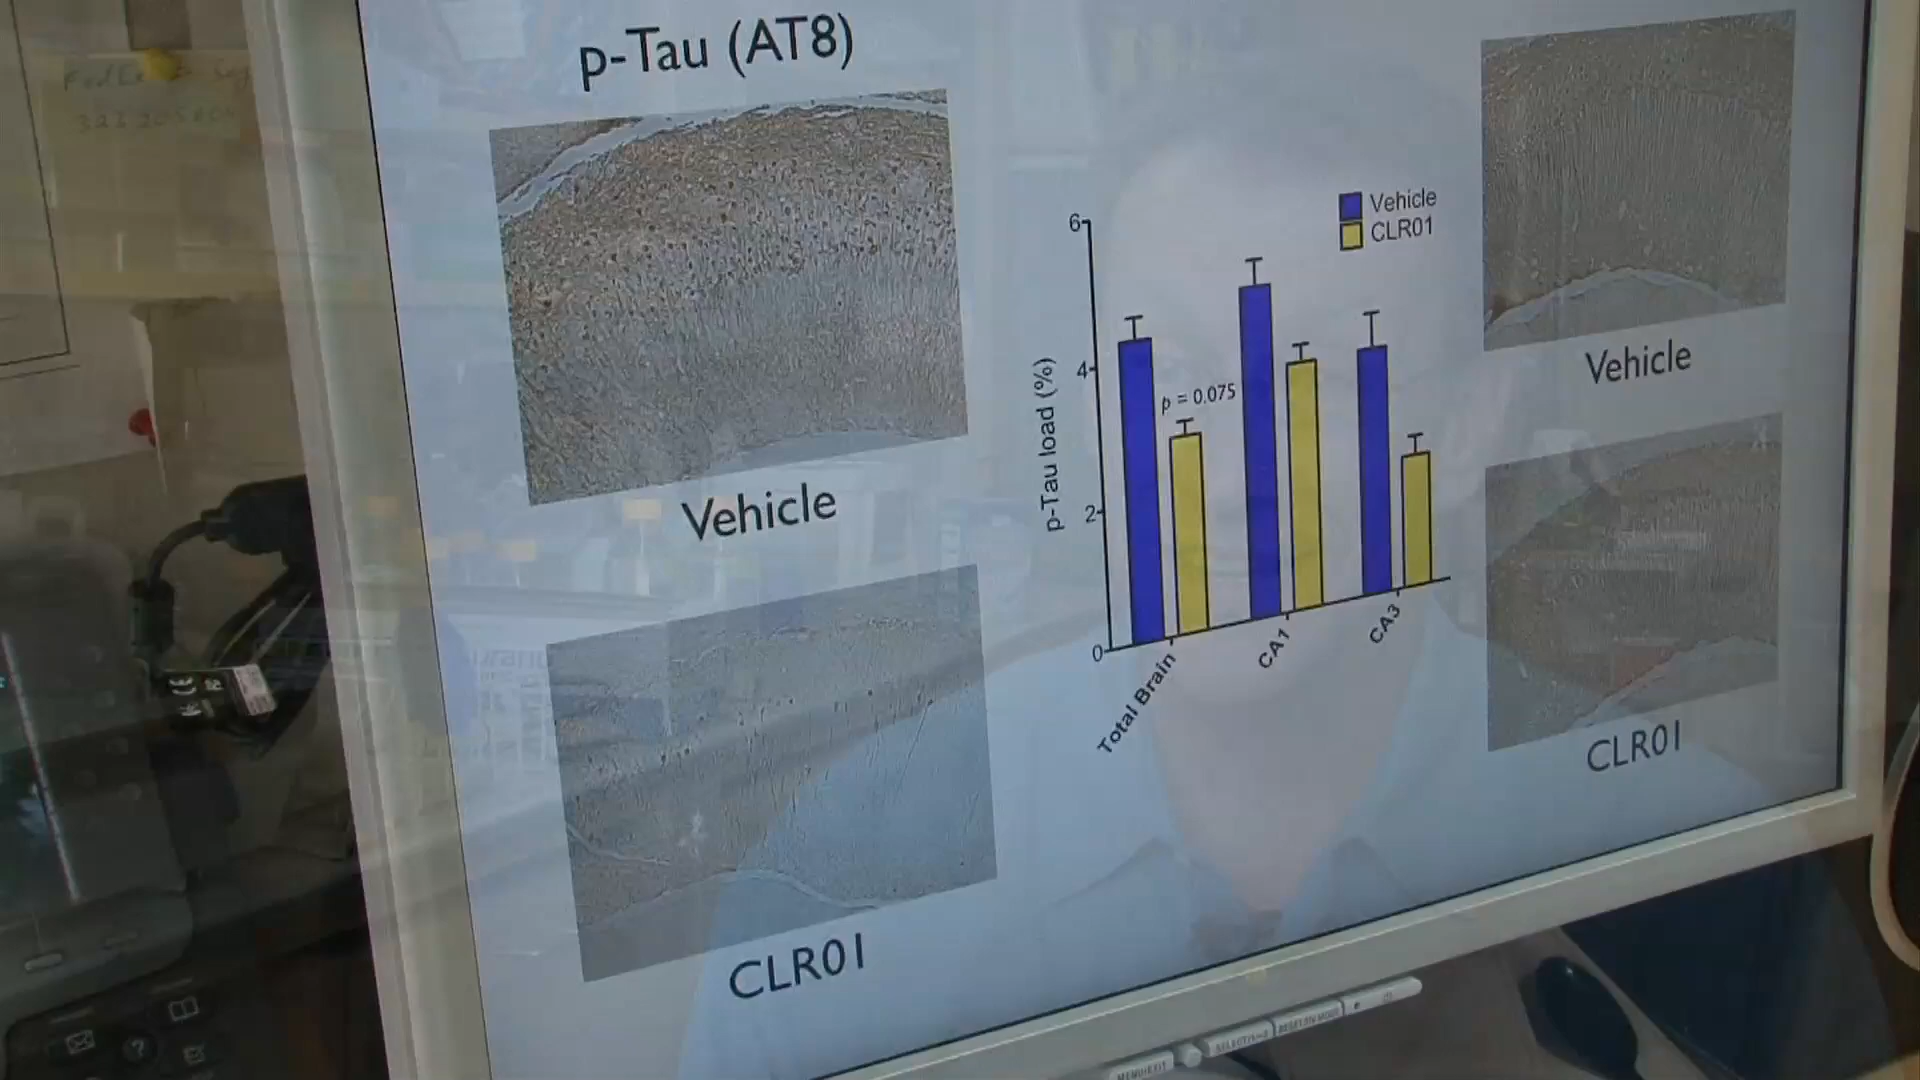 p-Tau (AT8)
Vehicle
CLR01
6
4
2
0
p-Tau load (%)
p = 0.075
Vehicle
CLR01
Total Brain
CA1
CA3
Vehicle
CLR01